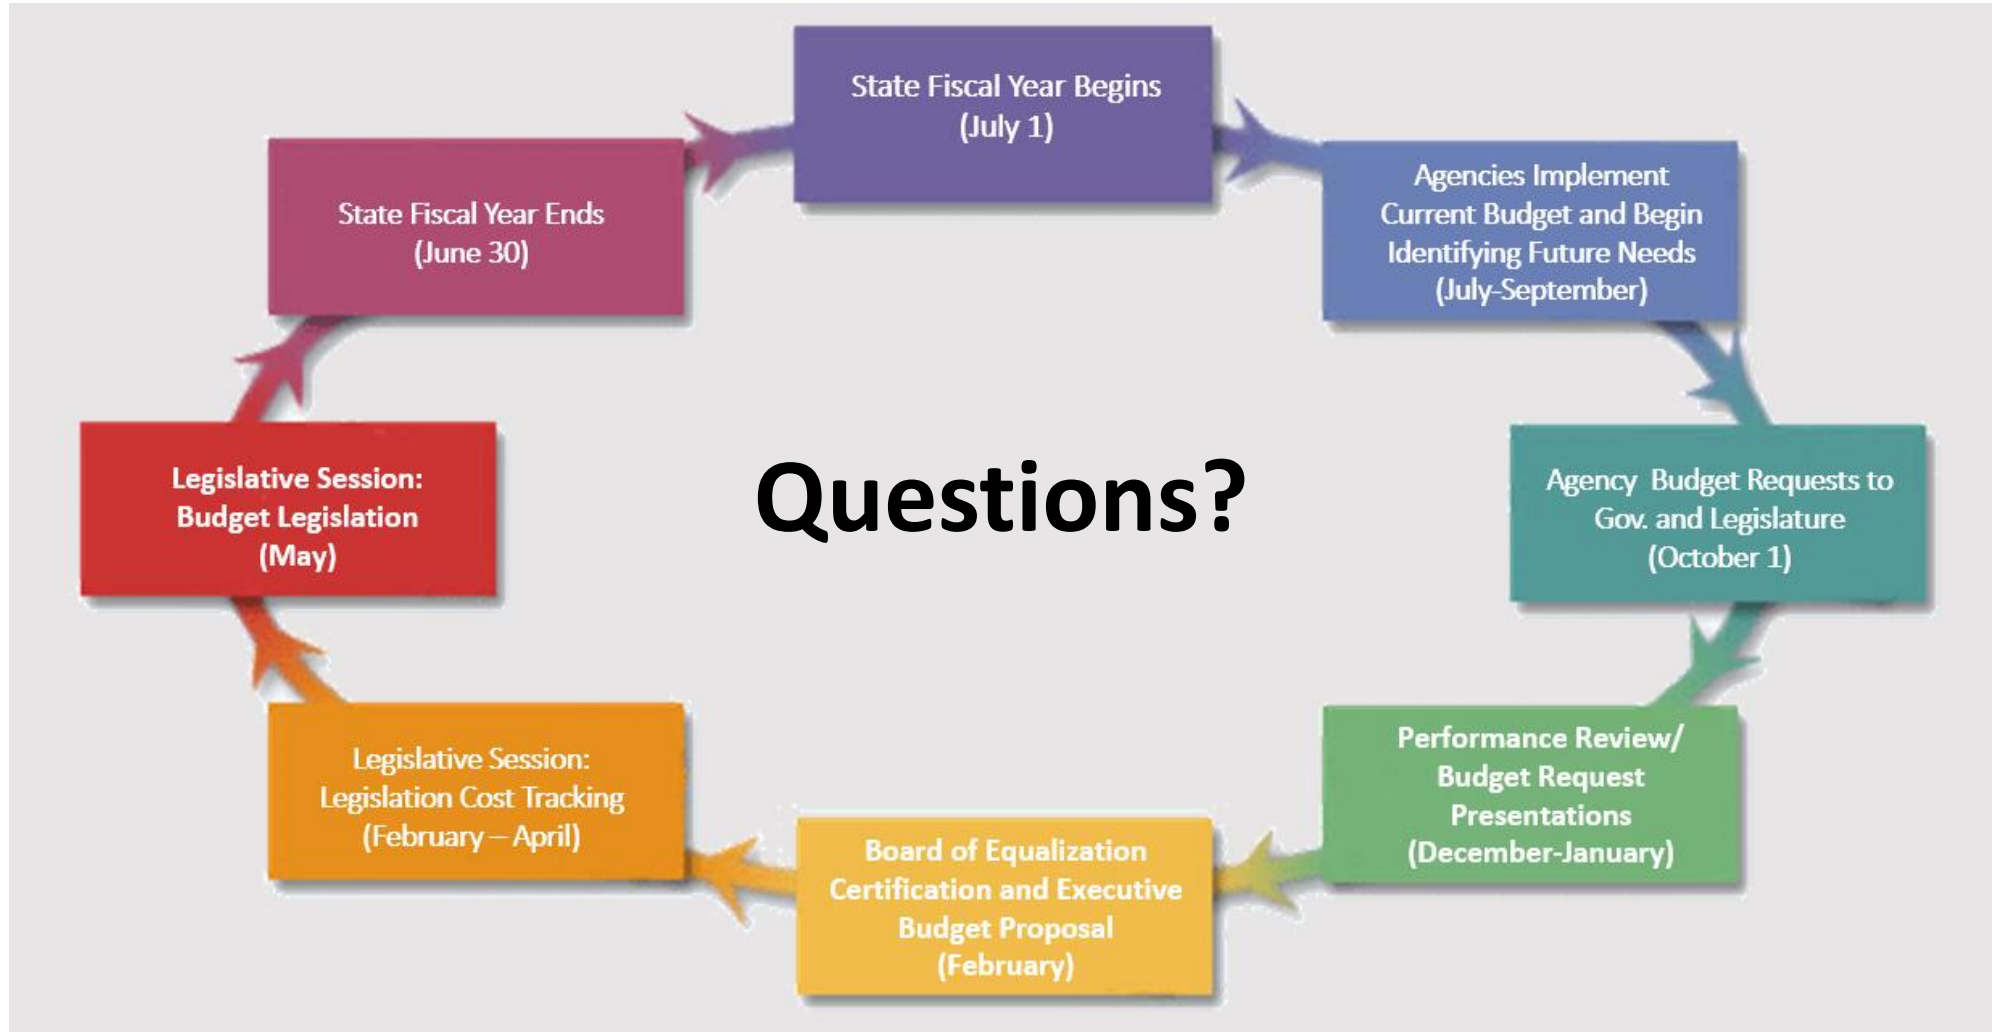 State Fiscal Year Begins
(July 1)
Agencies Implement
Current Budget and Begin
Identifying Future Needs
(July-September)
Agency  Budget Requests to
Gov. and Legislature
(October 1)
Performance Review/
Budget Request
Presentations
(December-January)
Board of Equalization
Certification and Executive
Budget Proposal
(February)
Legislative Session:
Legislation Cost Tracking
(February – April)
Legislative Session:
Budget Legislation
(May)
State Fiscal Year Ends
(June 30)
Questions?